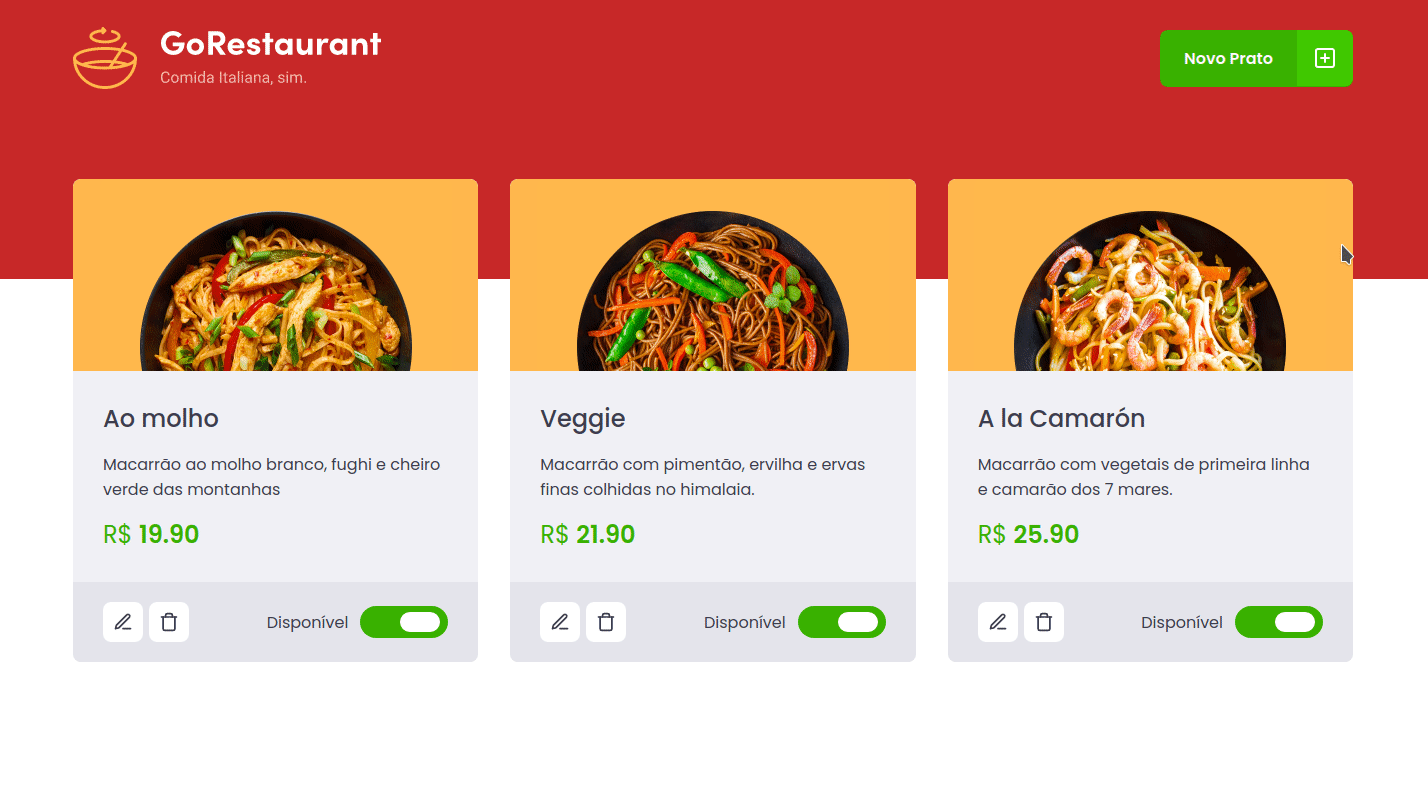 GoRestaurant
Comida Italiana, sim.
Novo Prato
Ao molho
Macarrão ao molho branco, fughi e cheiro
verde das montanhas
R$ 19.90
Disponível
Veggie
Macarrão com pimentão, ervilha e ervas
finas colhidas no himalaia.
R$ 21.90
Disponível
A la Camarón
Macarrão com vegetais de primeira linha
e camarão dos 7 mares.
R$ 25.90
Disponível